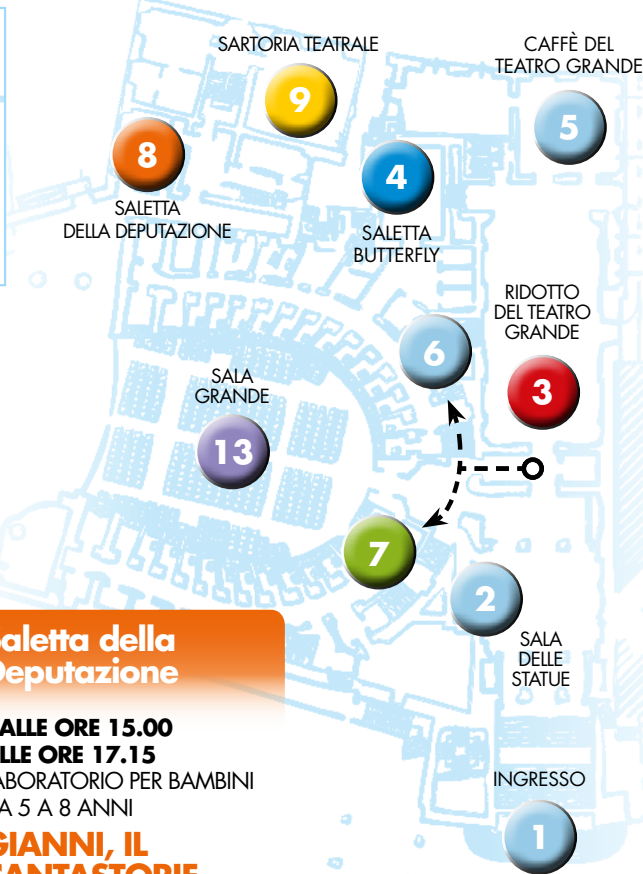 SARTORIA TEATRALE
9
CAFFÈ DEL
TEATRO GRANDE
5
8
SALETTA
DELLA DEPUTAZIONE
4
SALETTA
BUTTERFLY
RIDOTTO
DEL TEATRO
GRANDE
3
6
SALA
GRANDE
13
7
2
SALA
DELLE
STATUE
INGRESSO
1
Saletta della
Deputazione
ALLE ORE 15.00
LLE ORE 17.15
ABORATORIO PER BAMBINI
A 5 A 8 ANNI
GIANNI, IL
FANTASTORIE